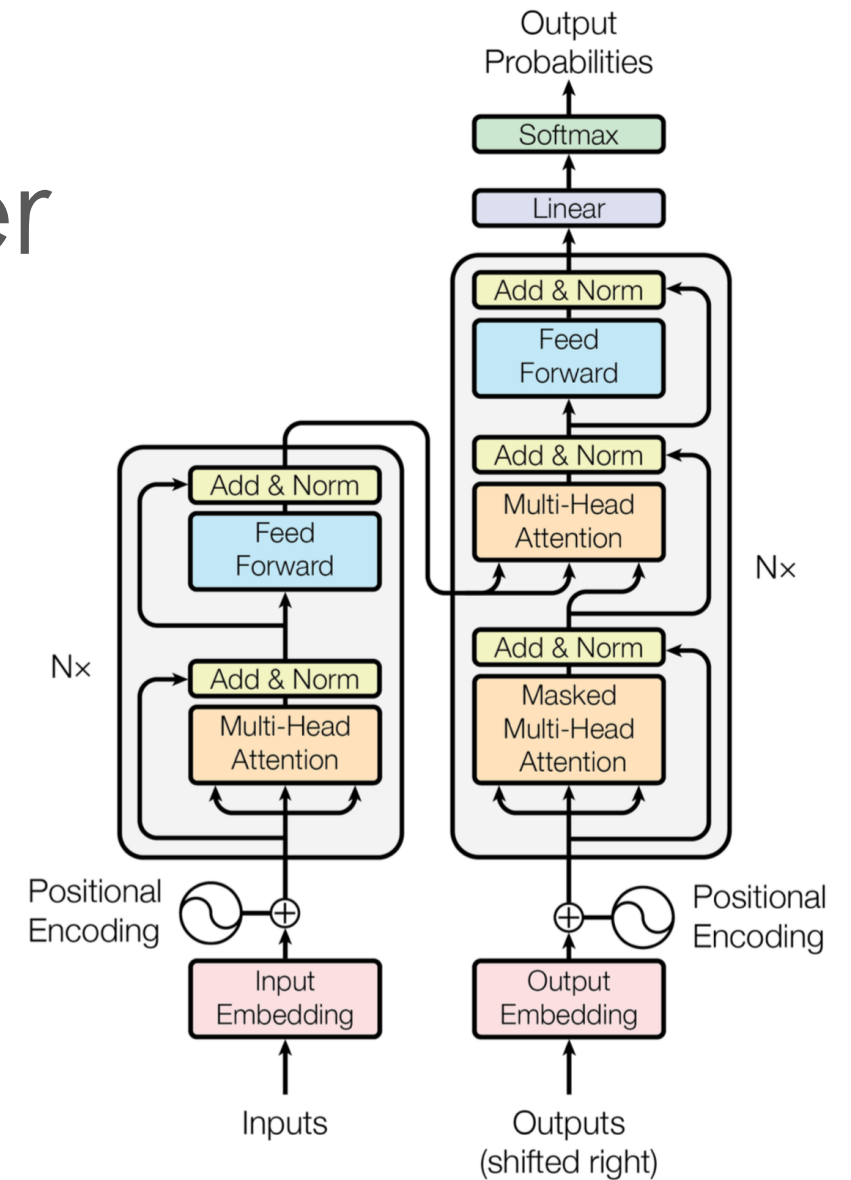 Output
Probabilities
Softmax
er
Linear
Add & Norm
Feed
Forward
Add & Norm
Multi-Head
Attention
Nx
Add & Norm
Masked
Multi-Head
Attention
Add & Norm
Feed
Forward
Nx
Add & Norm
Multi-Head
Attention
Positional
Encoding
Positional
Encoding
Input
Embedding
Output
Embedding
Inputs
Outputs
(shifted right)